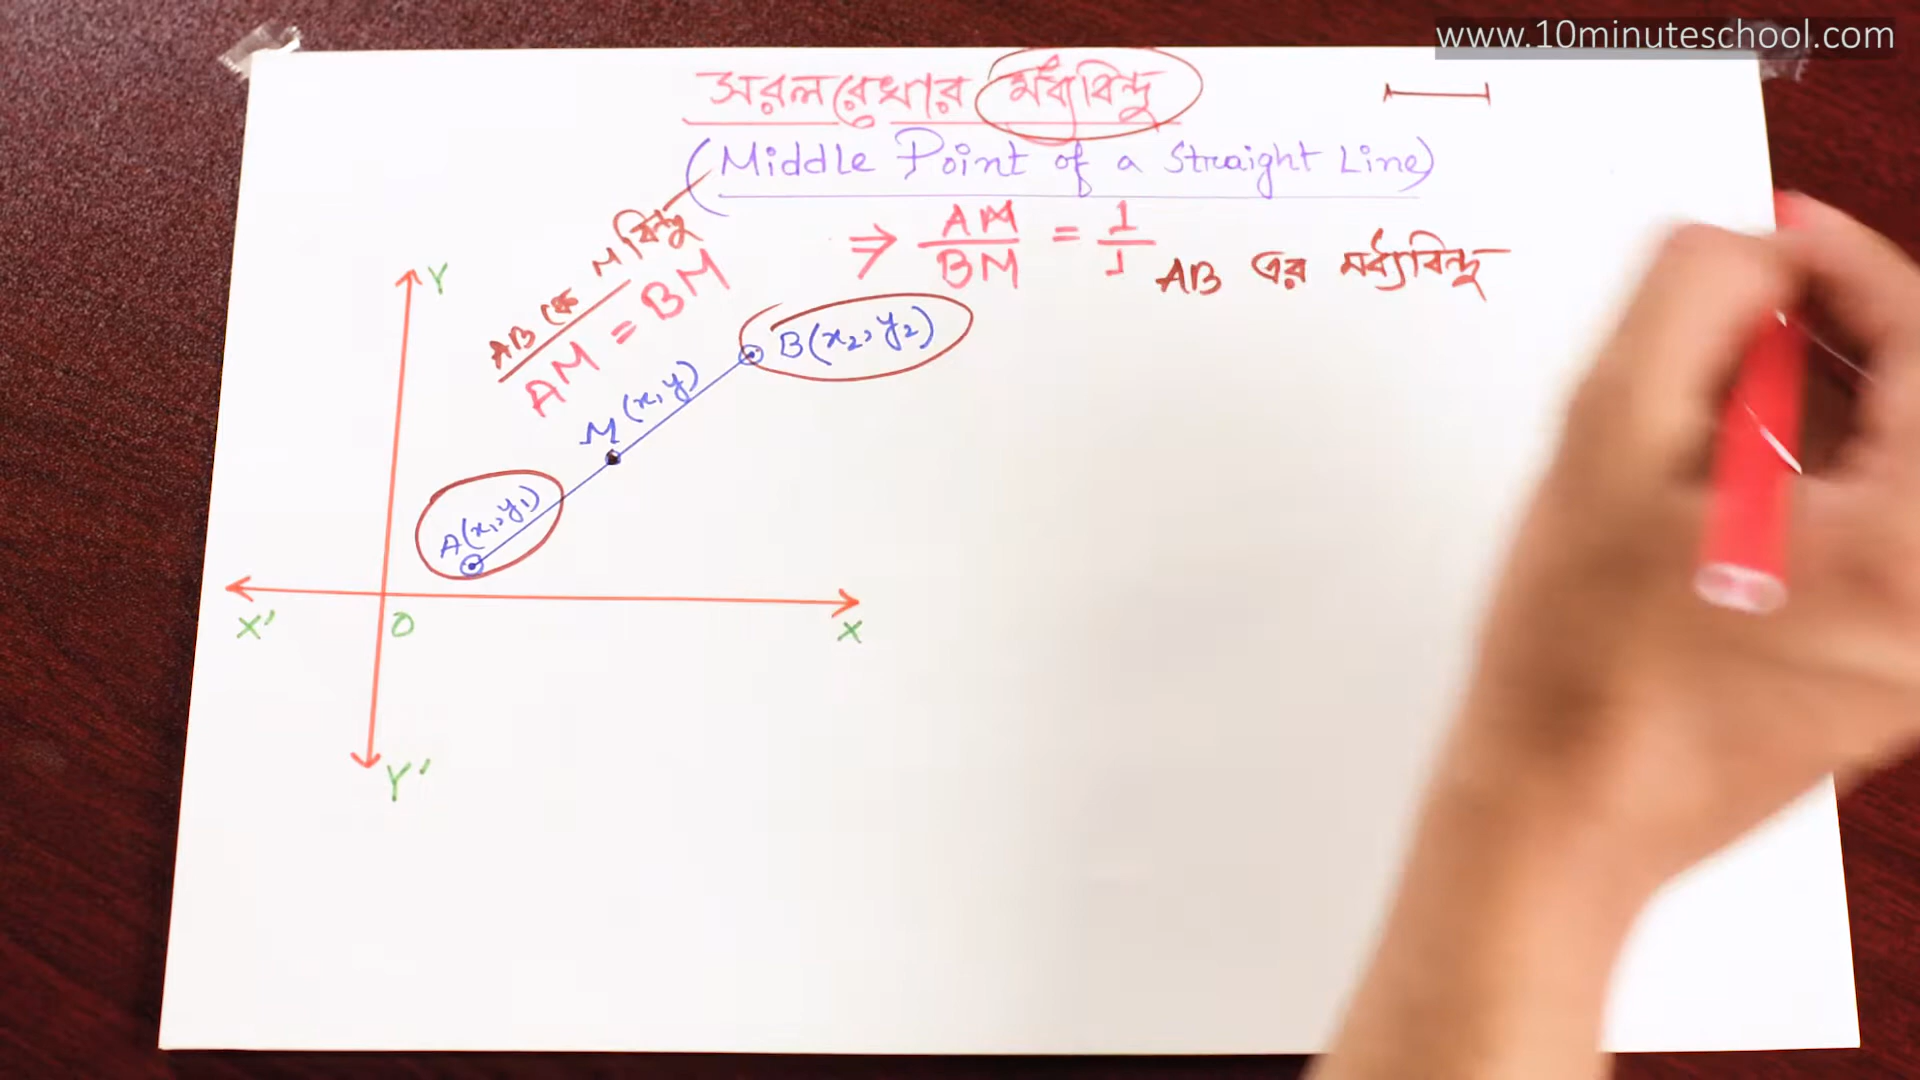 www.10minuteschool.com
সরলরেখার মধ্যবিন্দু
(Middle Point of a Straight Line)
⇒ AM/BM = 1/1
AB এর মধ্যবিন্দু
AB কে M বিন্দু
AM = BM
Y
B(x₂, y₂)
M(x, y)
A(x₁, y₁)
X'
O
X
Y'